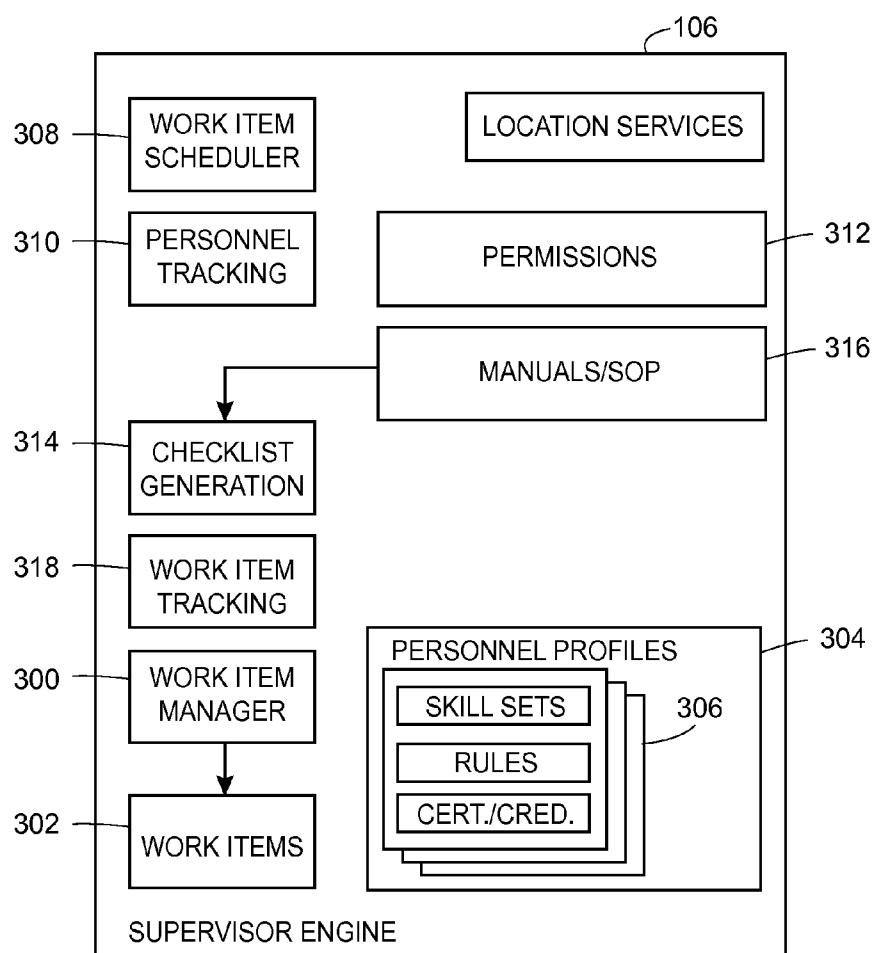 106
308
WORK ITEM
SCHEDULER
LOCATION SERVICES
310
PERSONNEL
TRACKING
PERMISSIONS
312
MANUALS/SOP
316
314
CHECKLIST
GENERATION
318
WORK ITEM
TRACKING
300
WORK ITEM
MANAGER
302
WORK ITEMS
PERSONNEL PROFILES
304
SKILL SETS
306
RULES
CERT./CRED.
SUPERVISOR ENGINE